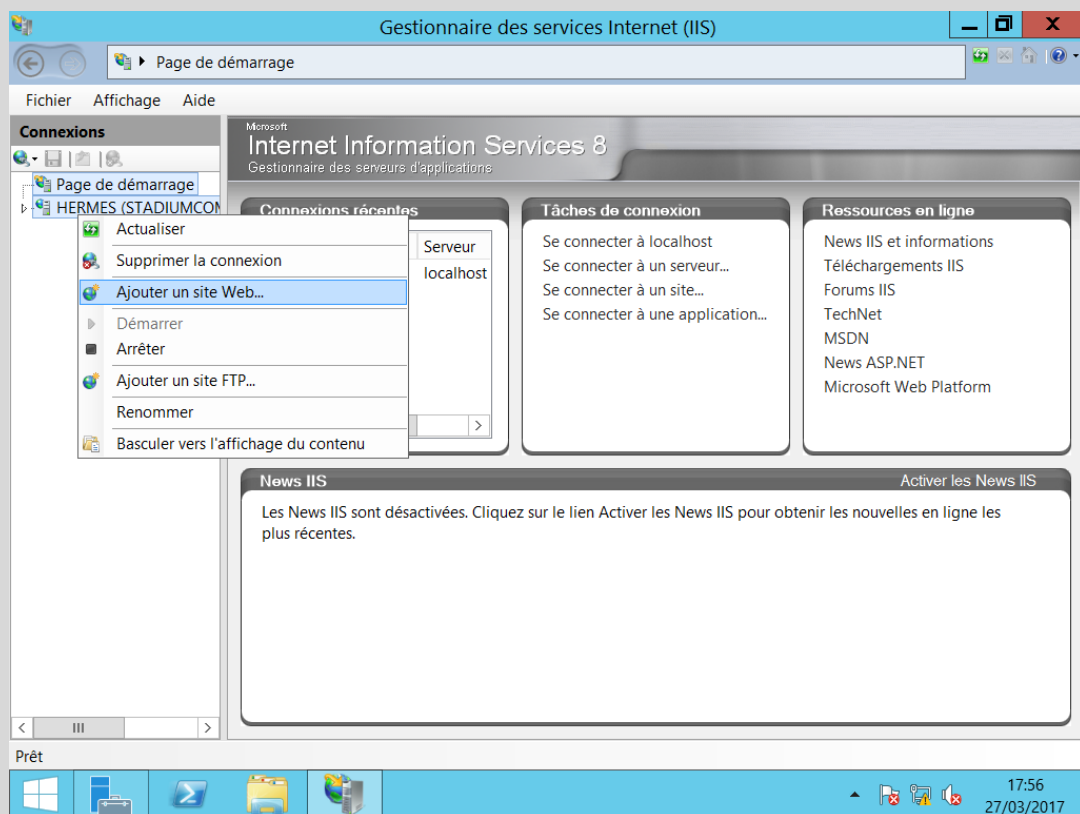 Gestionnaire des services Internet (IIS)
Page de démarrage
Fichier Affichage Aide
Connexions
Page de démarrage
HERMES (STADIUMCOM
Actualiser
Supprimer la connexion
Ajouter un site Web...
Démarrer
Arrêter
Ajouter un site FTP...
Renommer
Basculer vers l'affichage du contenu
Microsoft
Internet Information Services 8
Gestionnaire des serveurs d'applications
Connexions récentes
Serveur
localhost
Tâches de connexion
Se connecter à localhost
Se connecter à un serveur...
Se connecter à un site...
Se connecter à une application...
Ressources en ligne
News IIS et informations
Téléchargements IIS
Forums IIS
TechNet
MSDN
News ASP.NET
Microsoft Web Platform
News IIS Activer les News IIS
Les News IIS sont désactivées. Cliquez sur le lien Activer les News IIS pour obtenir les nouvelles en ligne les
plus récentes.
Prêt
17:56
27/03/2017